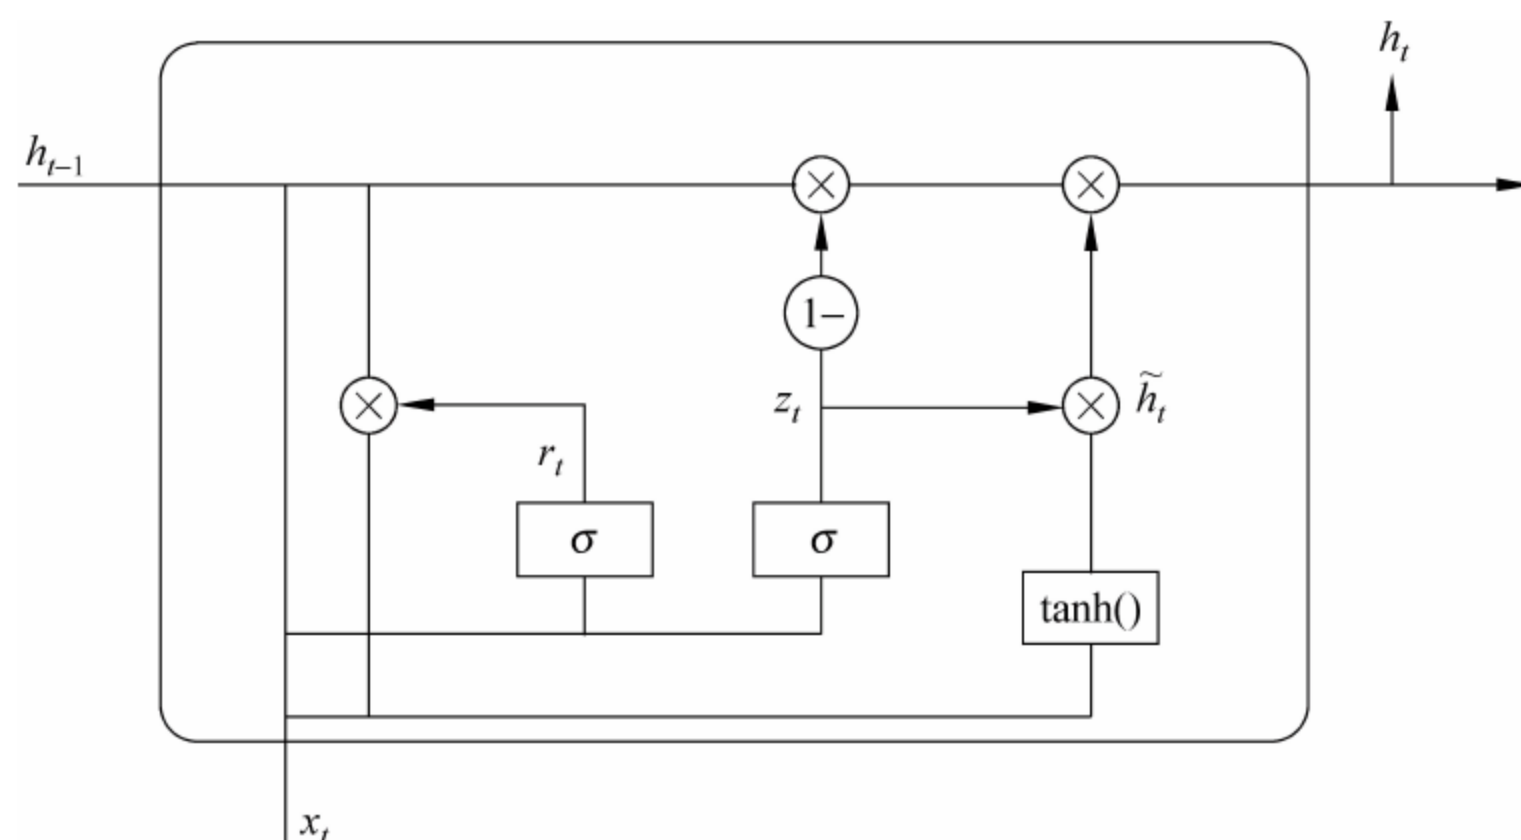 h_t
h_{t-1}
1−
z_t
h̃_t
r_t
σ
σ
tanh()
x_t